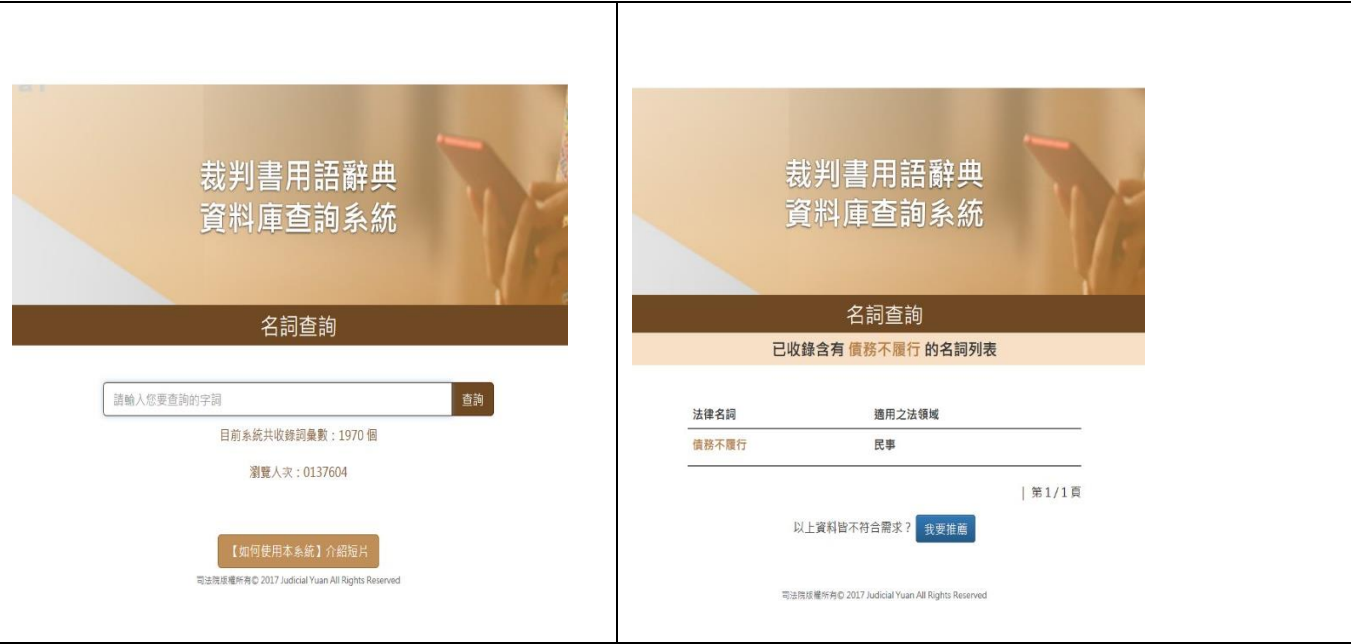 裁判書用語辭典
資料庫查詢系統
名詞查詢
請輸入您要查詢的字詞
查詢
目前系統共收錄詞彙數：1970 個
瀏覽人次：0137604
【如何使用本系統】介紹短片
司法院版權所有© 2017 Judicial Yuan All Rights Reserved
裁判書用語辭典
資料庫查詢系統
名詞查詢
已收錄含有 債務不履行 的名詞列表
法律名詞 適用之法領域
債務不履行 民事
| 第 1 / 1 頁
以上資料皆不符合需求？ 我要推薦
司法院版權所有© 2017 Judicial Yuan All Rights Reserved